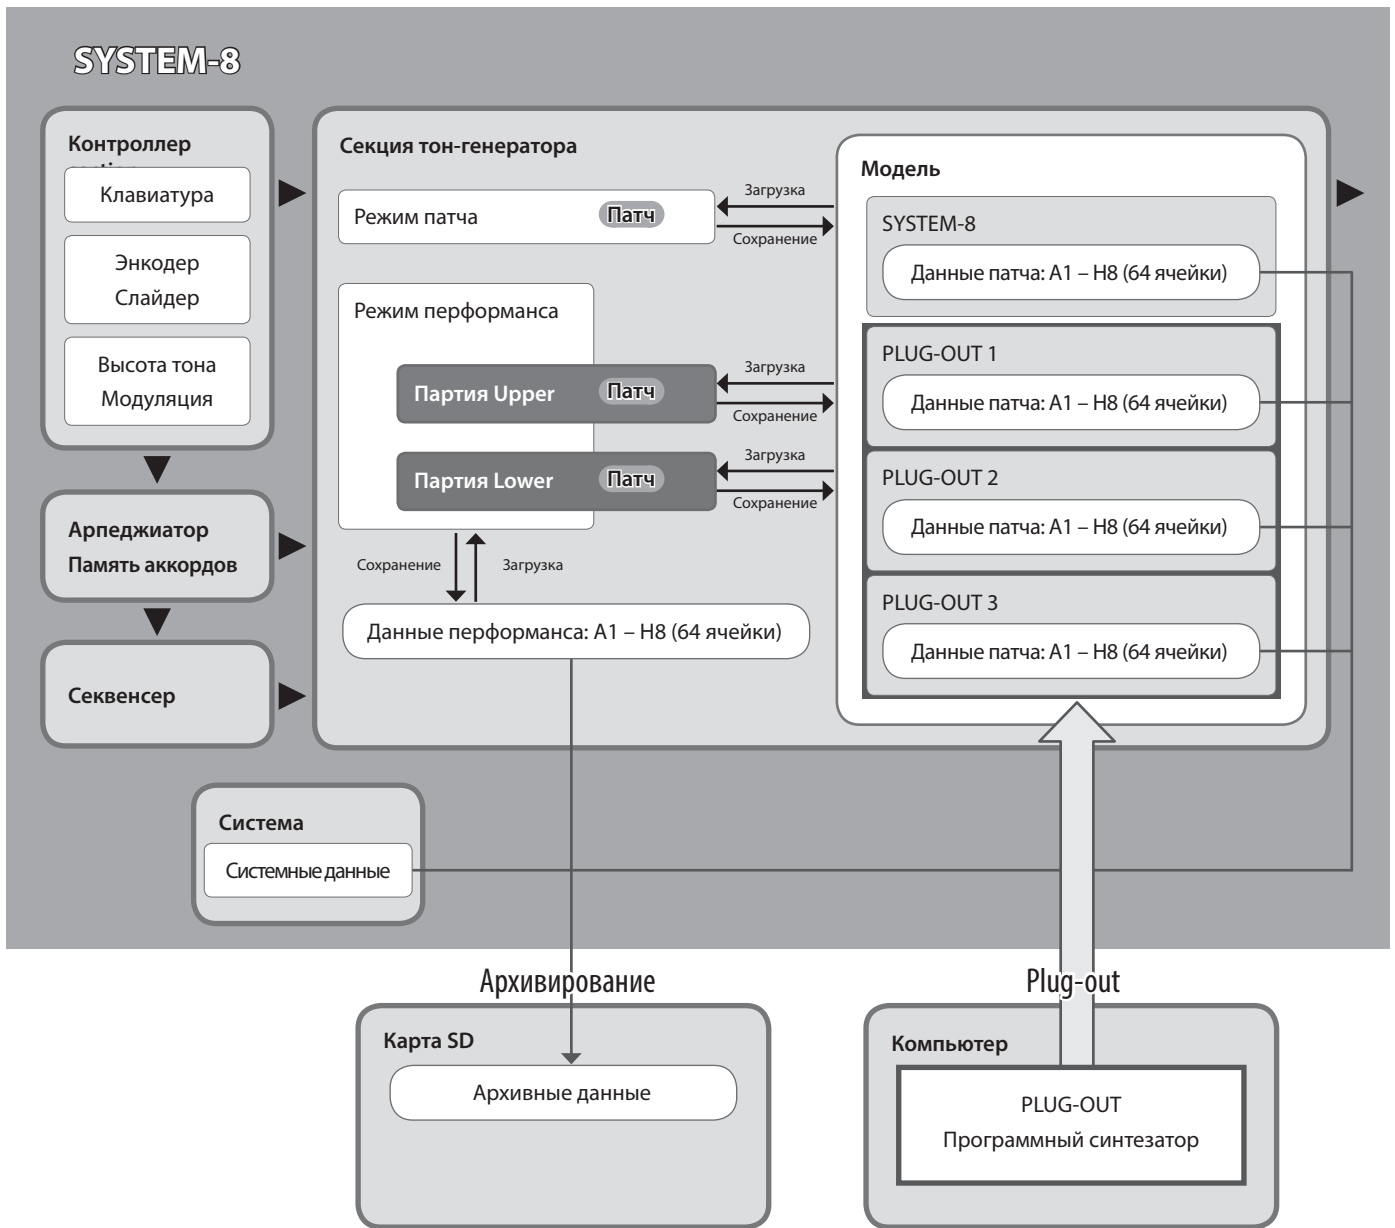 SYSTEM-8
Контроллер
section
Клавиатура
Энкодер
Слайдер
Высота тона
Модуляция
Арпеджиатор
Память аккордов
Секвенсер
Секция тон-генератора
Режим патча
Патч
Загрузка
Сохранение
Режим перформанса
Партия Upper
Патч
Загрузка
Сохранение
Партия Lower
Патч
Загрузка
Сохранение
Сохранение
Загрузка
Данные перформанса: A1 – H8 (64 ячейки)
Модель
SYSTEM-8
Данные патча: A1 – H8 (64 ячейки)
PLUG-OUT 1
Данные патча: A1 – H8 (64 ячейки)
PLUG-OUT 2
Данные патча: A1 – H8 (64 ячейки)
PLUG-OUT 3
Данные патча: A1 – H8 (64 ячейки)
Система
Системные данные
Архивирование
Карта SD
Архивные данные
Plug-out
Компьютер
PLUG-OUT
Программный синтезатор